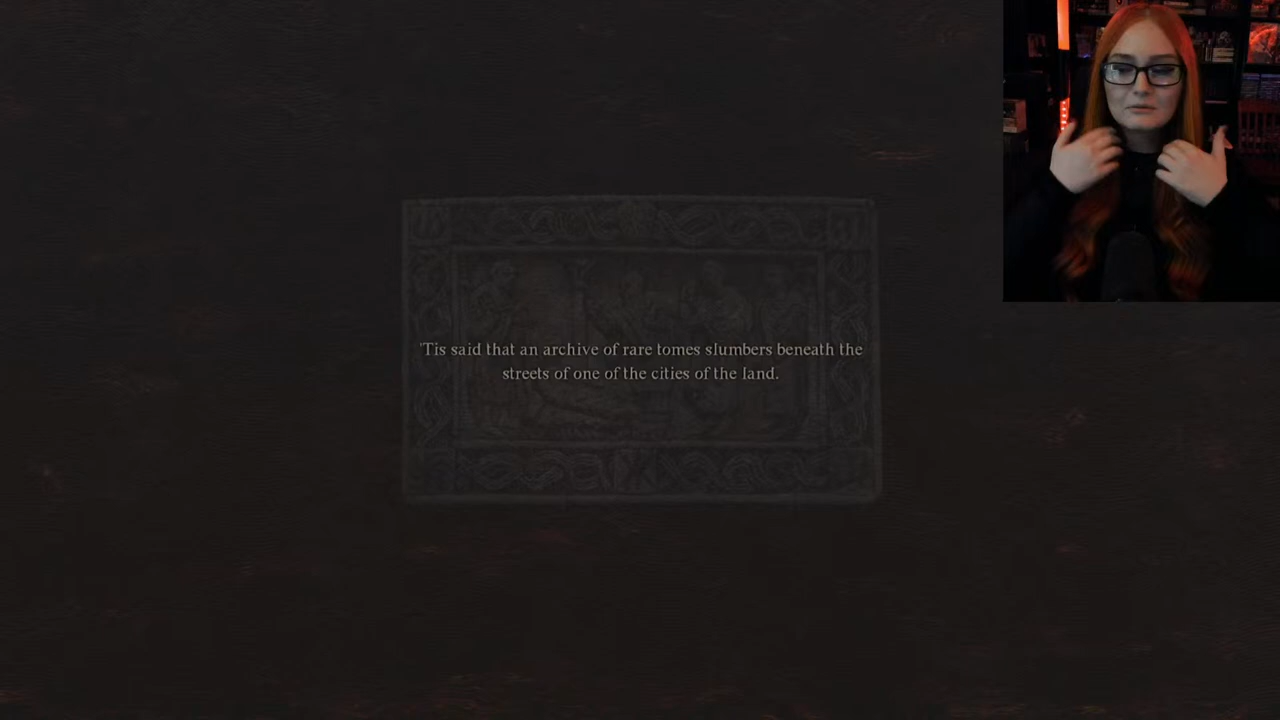 'Tis said that an archive of rare tomes slumbers beneath the
streets of one of the cities of the land.